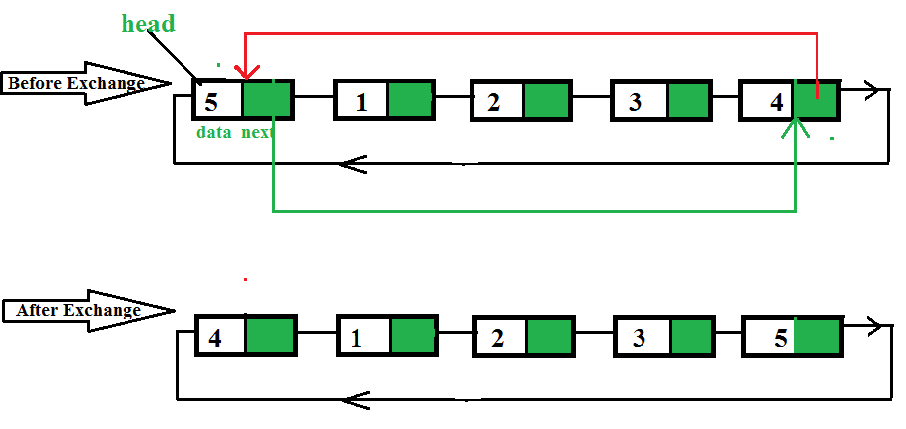 head
Before Exchange
5 1 2 3 4
data next
After Exchange
4 1 2 3 5